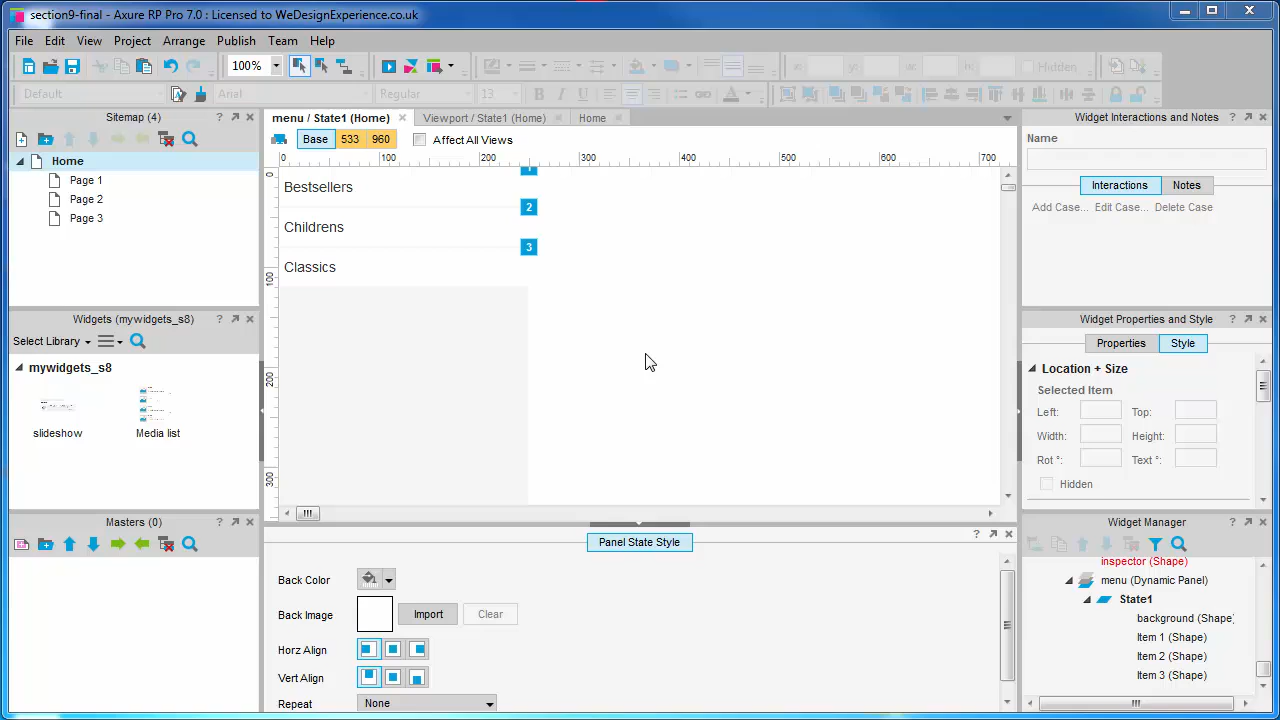 section9-final - Axure RP Pro 7.0 : Licensed to WeDesignExperience.co.uk
File Edit View Project Arrange Publish Team Help
100% x: y: w: h: Hidden
Default Arial Regular 13 B I U A
Sitemap (4) ?
menu / State1 (Home) Viewport / State1 (Home) Home
Widget Interactions and Notes
Base 533 960 Affect All Views
Name
0 100 200 300 400 500 600 700
Home
Page 1
Page 2
Page 3
Interactions Notes
Add Case... Edit Case... Delete Case
0
100
200
300
1
Bestsellers
2
Childrens
3
Classics
Widgets (mywidgets_s8) ?
Select Library
mywidgets_s8
slideshow Media list
Widget Properties and Style ?
Properties Style
Location + Size
Selected Item
Left: Top:
Width: Height:
Rot °: Text °:
Hidden
Masters (0) ?
Panel State Style
?
Back Color
Back Image Import Clear
Horz Align
Vert Align
Repeat None
Widget Manager ?
inspector (Shape)
menu (Dynamic Panel)
State1
background (Shape)
Item 1 (Shape)
Item 2 (Shape)
Item 3 (Shape)